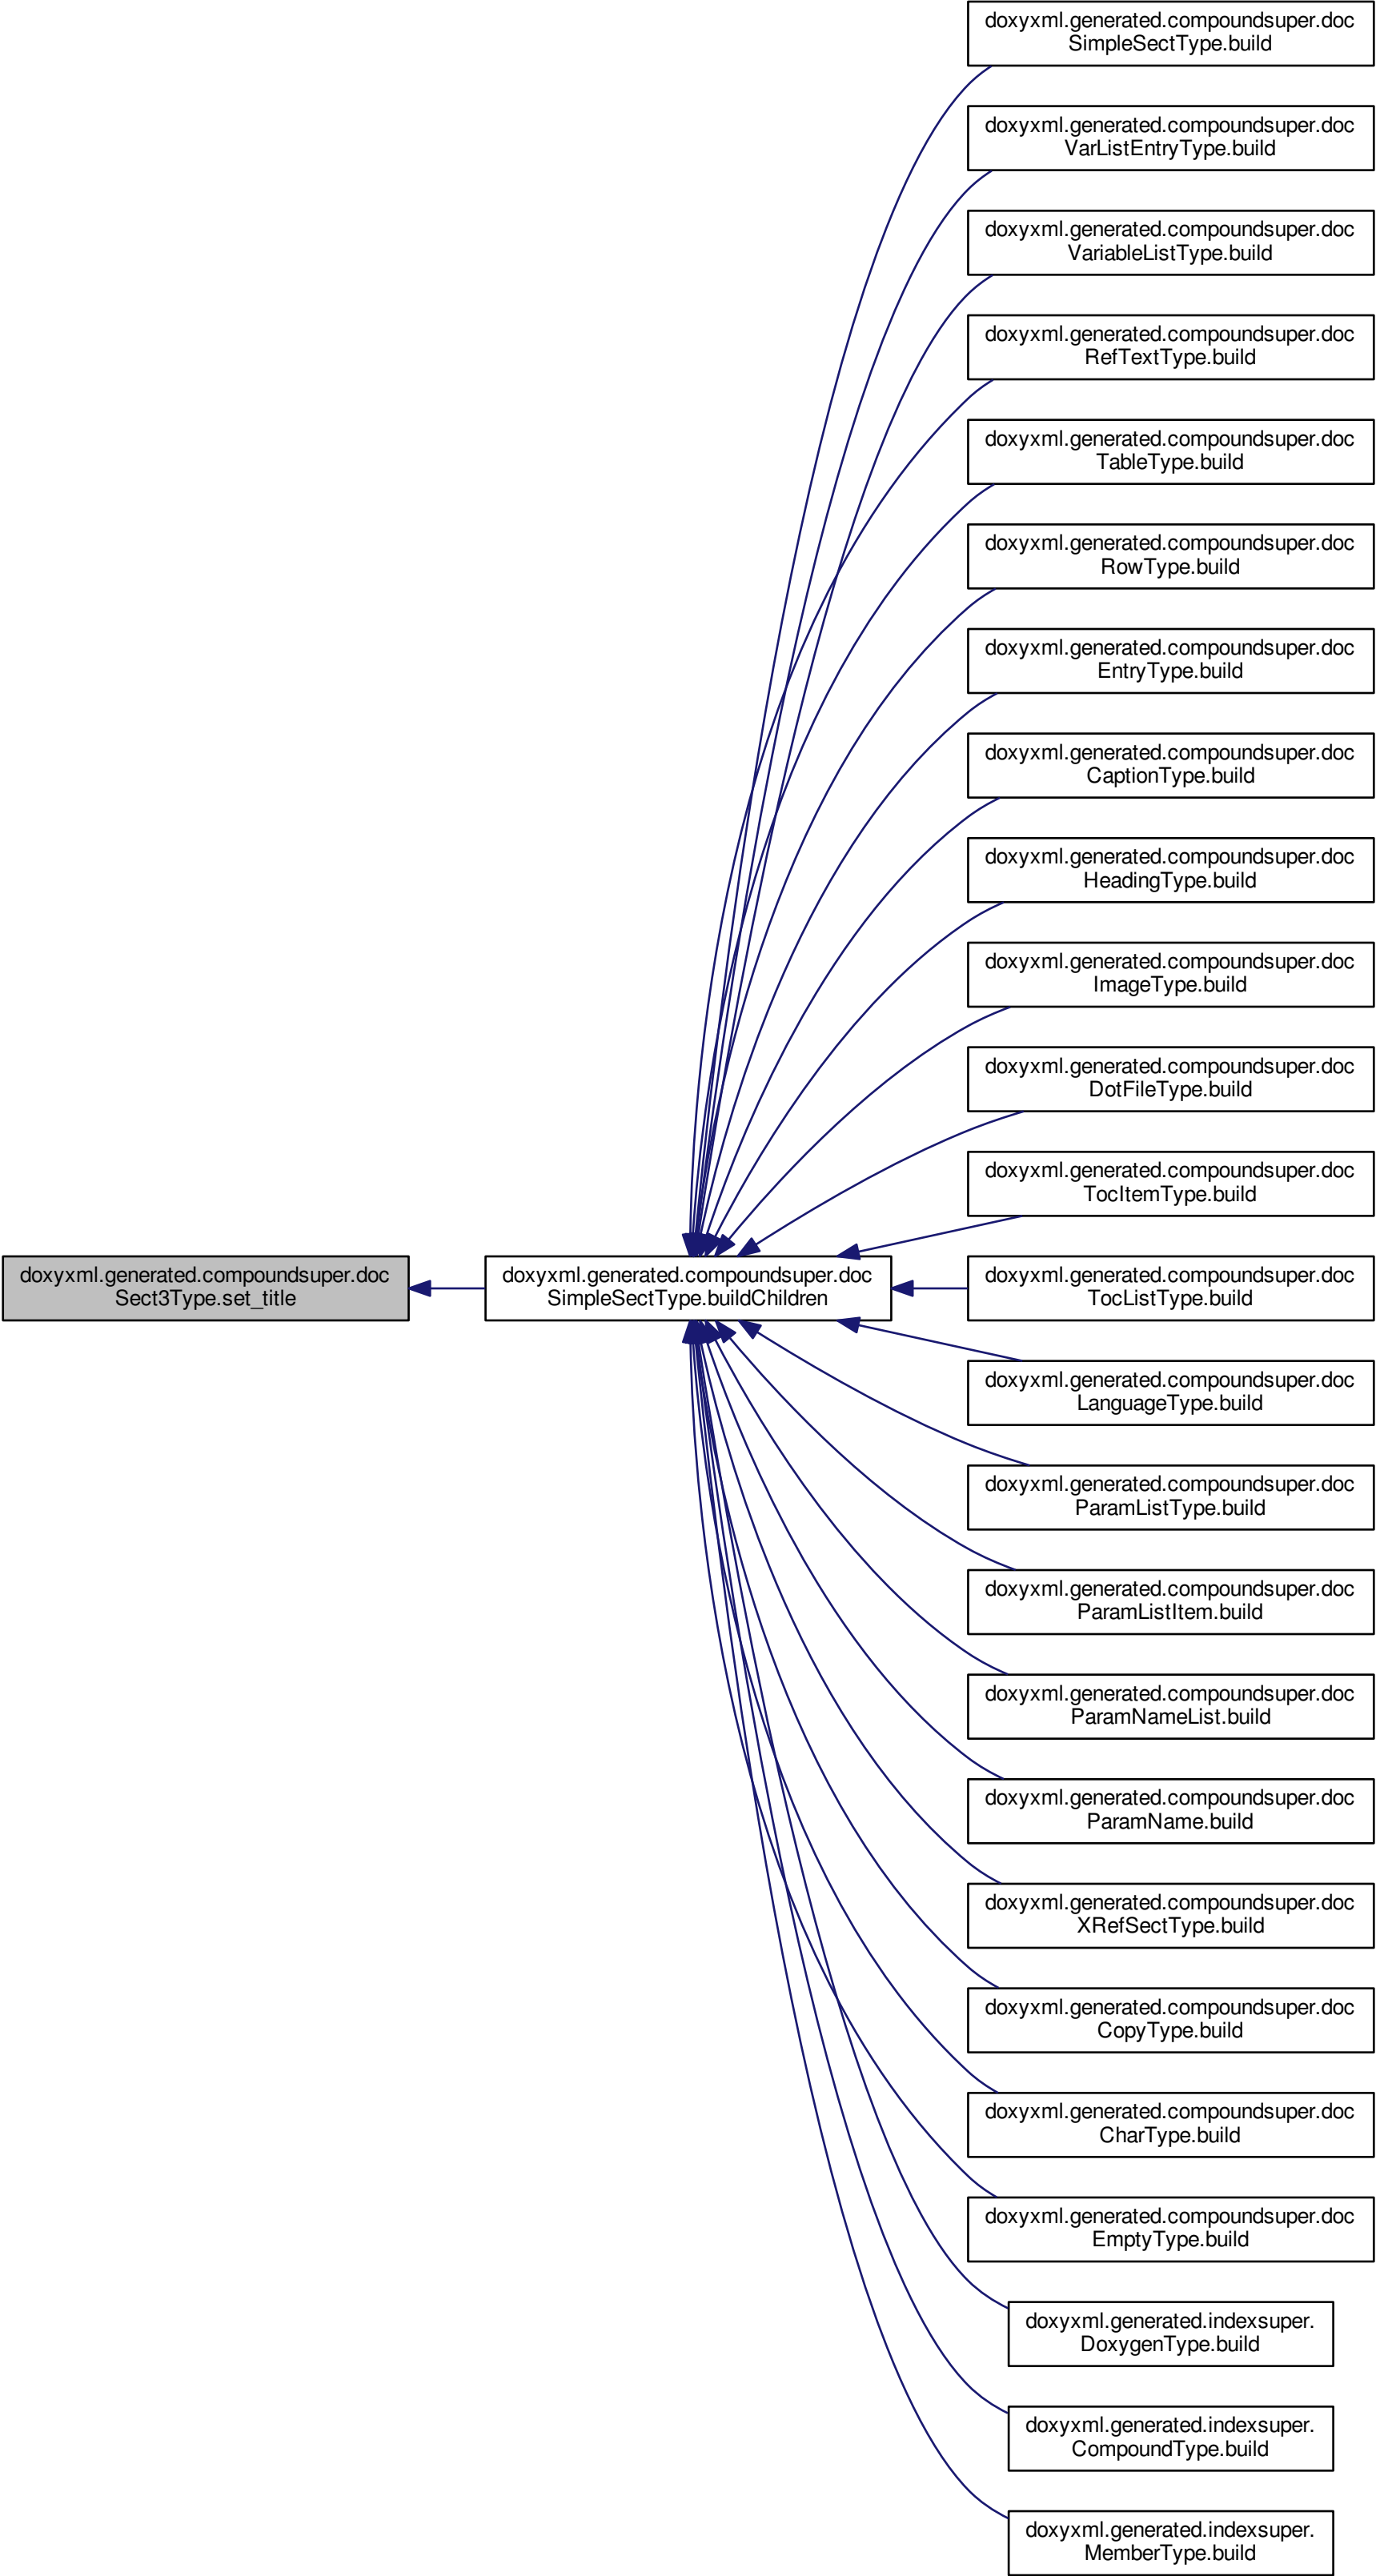 doxyxml.generated.compoundsuper.doc
SimpleSectType.build
doxyxml.generated.compoundsuper.doc
VarListEntryType.build
doxyxml.generated.compoundsuper.doc
VariableListType.build
doxyxml.generated.compoundsuper.doc
RefTextType.build
doxyxml.generated.compoundsuper.doc
TableType.build
doxyxml.generated.compoundsuper.doc
RowType.build
doxyxml.generated.compoundsuper.doc
EntryType.build
doxyxml.generated.compoundsuper.doc
CaptionType.build
doxyxml.generated.compoundsuper.doc
HeadingType.build
doxyxml.generated.compoundsuper.doc
ImageType.build
doxyxml.generated.compoundsuper.doc
DotFileType.build
doxyxml.generated.compoundsuper.doc
TocItemType.build
doxyxml.generated.compoundsuper.doc
Sect3Type.set_title
doxyxml.generated.compoundsuper.doc
SimpleSectType.buildChildren
doxyxml.generated.compoundsuper.doc
TocListType.build
doxyxml.generated.compoundsuper.doc
LanguageType.build
doxyxml.generated.compoundsuper.doc
ParamListType.build
doxyxml.generated.compoundsuper.doc
ParamListItem.build
doxyxml.generated.compoundsuper.doc
ParamNameList.build
doxyxml.generated.compoundsuper.doc
ParamName.build
doxyxml.generated.compoundsuper.doc
XRefSectType.build
doxyxml.generated.compoundsuper.doc
CopyType.build
doxyxml.generated.compoundsuper.doc
CharType.build
doxyxml.generated.compoundsuper.doc
EmptyType.build
doxyxml.generated.indexsuper.
DoxygenType.build
doxyxml.generated.indexsuper.
CompoundType.build
doxyxml.generated.indexsuper.
MemberType.build